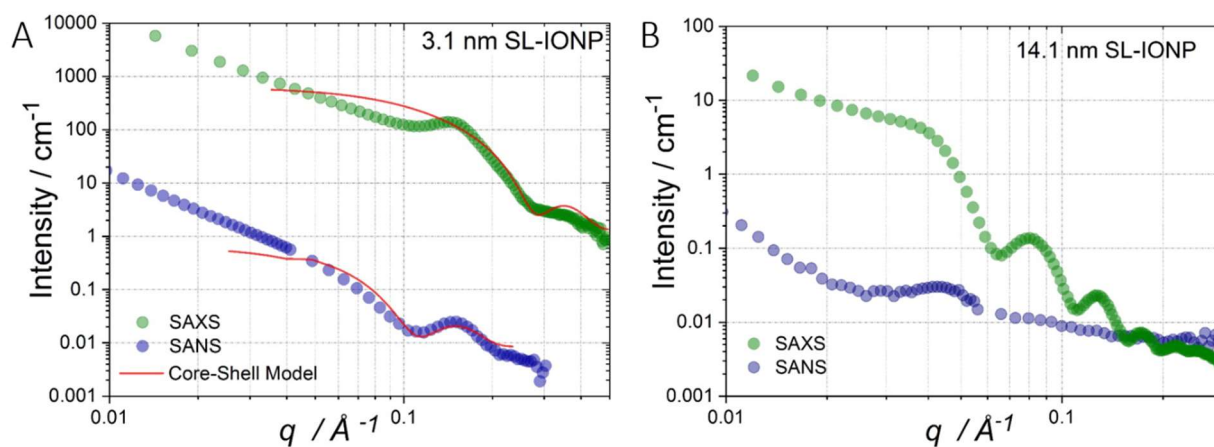 A
3.1 nm SL-IONP
Intensity / cm⁻¹
10000
1000
100
10
1
0.1
0.01
0.001
SAXS
SANS
Core-Shell Model
0.01
0.1
q / Å⁻¹
B
14.1 nm SL-IONP
Intensity / cm⁻¹
100
10
1
0.1
0.01
0.001
SAXS
SANS
0.01
0.1
q / Å⁻¹